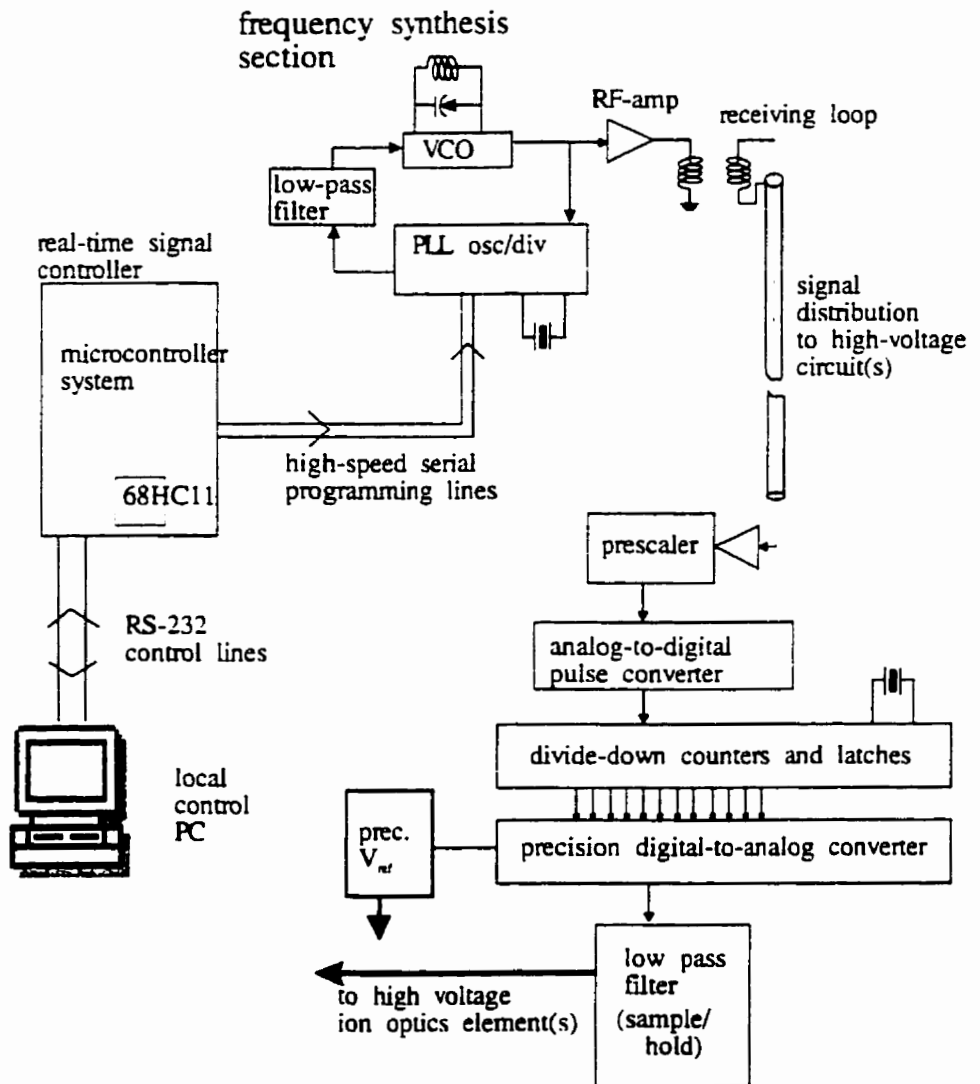 frequency synthesis
section
RF-amp
receiving loop
VCO
low-pass
filter
PLL osc/div
real-time signal
controller
signal
distribution
to high-voltage
circuit(s)
microcontroller
system
high-speed serial
programming lines
68HC11
prescaler
RS-232
control lines
analog-to-digital
pulse converter
divide-down counters and latches
local
control
PC
prec.
V_ref
precision digital-to-analog converter
low pass
filter
(sample/
hold)
to high voltage
ion optics element(s)